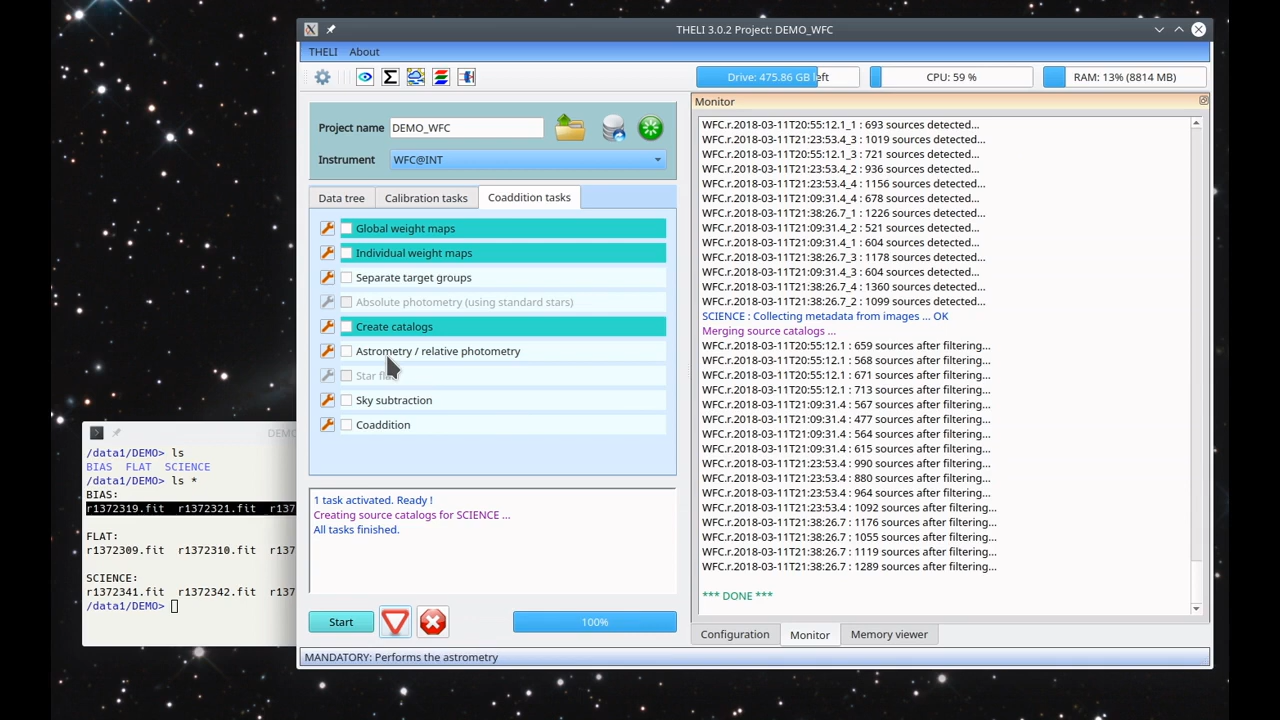 THELI 3.0.2 Project: DEMO_WFC
THELI About
Drive: 475.86 GB left
CPU: 59 %
RAM: 13% (8814 MB)
Project name DEMO_WFC
Instrument WFC@INT
Data tree Calibration tasks Coaddition tasks
Global weight maps
Individual weight maps
Separate target groups
Absolute photometry (using standard stars)
Create catalogs
Astrometry / relative photometry
Star
Sky subtraction
Coaddition
1 task activated. Ready !
Creating source catalogs for SCIENCE ...
All tasks finished.
Start
100%
MANDATORY: Performs the astrometry
Monitor
WFC.r.2018-03-11T20:55:12.1_1 : 693 sources detected...
WFC.r.2018-03-11T21:23:53.4_3 : 1019 sources detected...
WFC.r.2018-03-11T20:55:12.1_3 : 721 sources detected...
WFC.r.2018-03-11T21:23:53.4_2 : 936 sources detected...
WFC.r.2018-03-11T21:23:53.4_4 : 1156 sources detected...
WFC.r.2018-03-11T21:09:31.4_4 : 678 sources detected...
WFC.r.2018-03-11T21:38:26.7_1 : 1226 sources detected...
WFC.r.2018-03-11T21:09:31.4_2 : 521 sources detected...
WFC.r.2018-03-11T21:09:31.4_1 : 604 sources detected...
WFC.r.2018-03-11T21:38:26.7_3 : 1178 sources detected...
WFC.r.2018-03-11T21:09:31.4_3 : 604 sources detected...
WFC.r.2018-03-11T21:38:26.7_4 : 1360 sources detected...
WFC.r.2018-03-11T21:38:26.7_2 : 1099 sources detected...
SCIENCE : Collecting metadata from images ... OK
Merging source catalogs ...
WFC.r.2018-03-11T20:55:12.1 : 659 sources after filtering...
WFC.r.2018-03-11T20:55:12.1 : 568 sources after filtering...
WFC.r.2018-03-11T20:55:12.1 : 671 sources after filtering...
WFC.r.2018-03-11T20:55:12.1 : 713 sources after filtering...
WFC.r.2018-03-11T21:09:31.4 : 567 sources after filtering...
WFC.r.2018-03-11T21:09:31.4 : 477 sources after filtering...
WFC.r.2018-03-11T21:09:31.4 : 564 sources after filtering...
WFC.r.2018-03-11T21:09:31.4 : 615 sources after filtering...
WFC.r.2018-03-11T21:23:53.4 : 990 sources after filtering...
WFC.r.2018-03-11T21:23:53.4 : 880 sources after filtering...
WFC.r.2018-03-11T21:23:53.4 : 964 sources after filtering...
WFC.r.2018-03-11T21:23:53.4 : 1092 sources after filtering...
WFC.r.2018-03-11T21:38:26.7 : 1176 sources after filtering...
WFC.r.2018-03-11T21:38:26.7 : 1055 sources after filtering...
WFC.r.2018-03-11T21:38:26.7 : 1119 sources after filtering...
WFC.r.2018-03-11T21:38:26.7 : 1289 sources after filtering...
*** DONE ***
Configuration Monitor Memory viewer
DEMO
/data1/DEMO> ls
BIAS FLAT SCIENCE
/data1/DEMO> ls *
BIAS:
r1372319.fit r1372321.fit r137
FLAT:
r1372309.fit r1372310.fit r137
SCIENCE:
r1372341.fit r1372342.fit r137
/data1/DEMO>